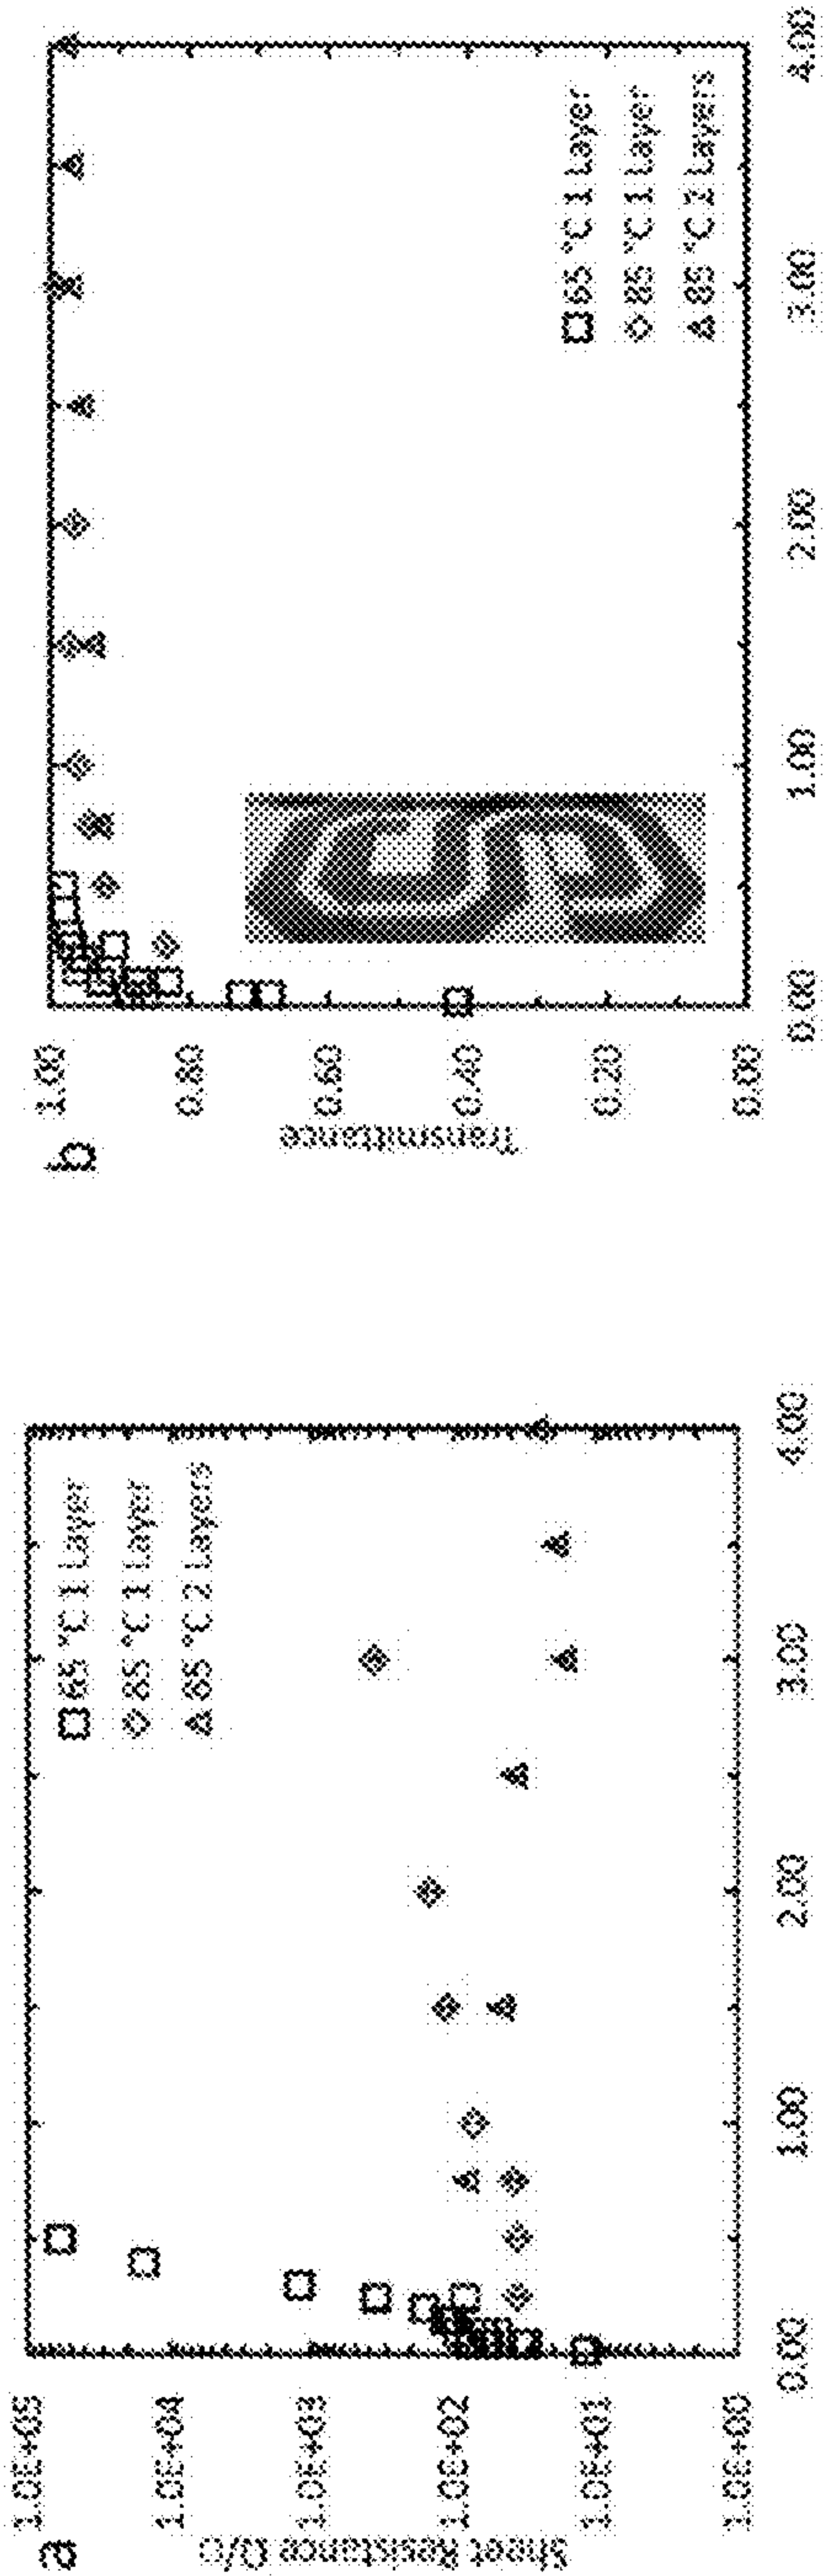 a
Sheet Resistance Ω/□
1.0E+05
1.0E+04
1.0E+03
1.0E+02
1.0E+01
1.0E+00
65 °C 1 Layer
85 °C 1 Layer
85 °C 2 Layers
0.00 1.00 2.00 3.00 4.00
b
Transmittance
1.00
0.80
0.60
0.40
0.20
0.00
65 °C 1 Layer
85 °C 1 Layer
85 °C 2 Layers
0.00 1.00 2.00 3.00 4.00